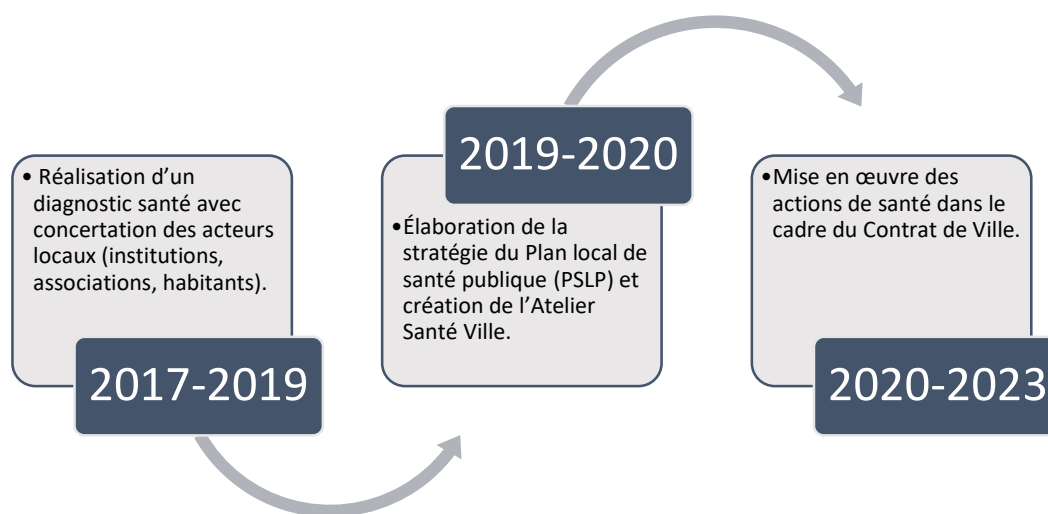 • Réalisation d’un
diagnostic santé avec
concertation des acteurs
locaux (institutions,
associations, habitants).
2017-2019
2019-2020
•Élaboration de la
stratégie du Plan local de
santé publique (PSLP) et
création de l’Atelier
Santé Ville.
•Mise en œuvre des
actions de santé dans le
cadre du Contrat de Ville.
2020-2023